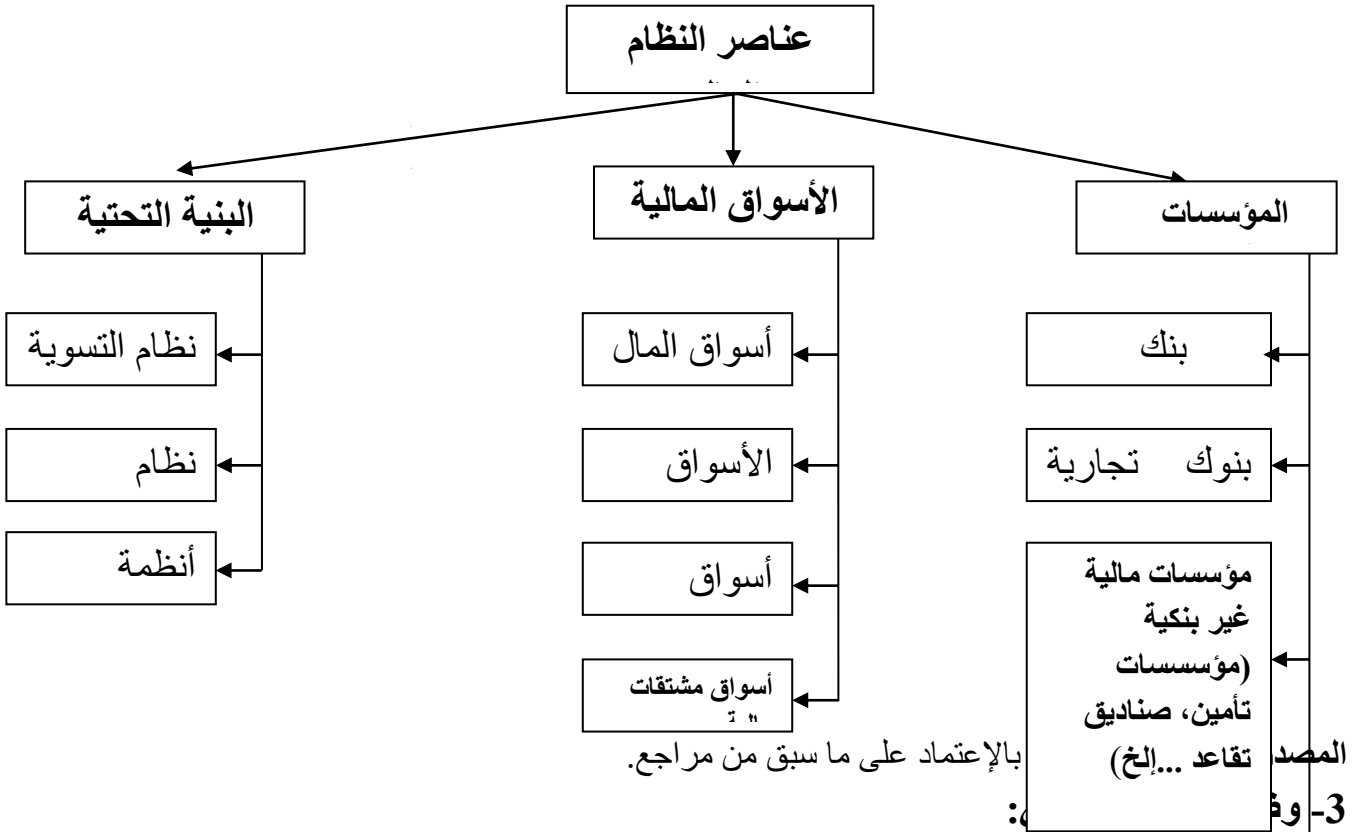 عناصر النظام
المؤسسات
الأسواق المالية
البنية التحتية
بنك
بنوك تجارية
مؤسسات مالية
غير بنكية
(مؤسسسات
تأمين، صناديق
تقاعد ...إلخ)
أسواق المال
الأسواق
أسواق
أسواق مشتقات
نظام التسوية
نظام
أنظمة
بالإعتماد على ما سبق من مراجع.
3-